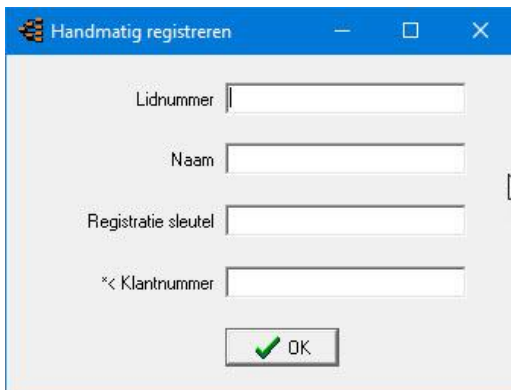 Handmatig registreren
Lidnummer
Naam
Registratie sleutel
*< Klantnummer
OK